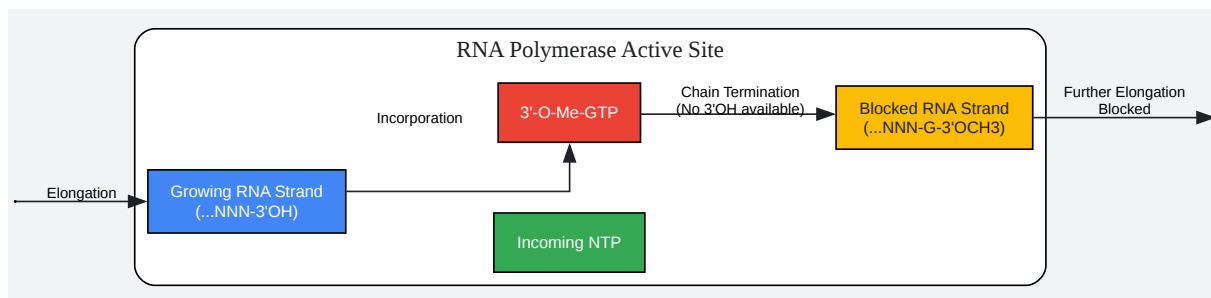 RNA Polymerase Active Site
Elongation
Growing RNA Strand
(...NNN-3'OH)
Incorporation
3'-O-Me-GTP
Incoming NTP
Chain Termination
(No 3'OH available)
Blocked RNA Strand
(...NNN-G-3'OCH3)
Further Elongation
Blocked